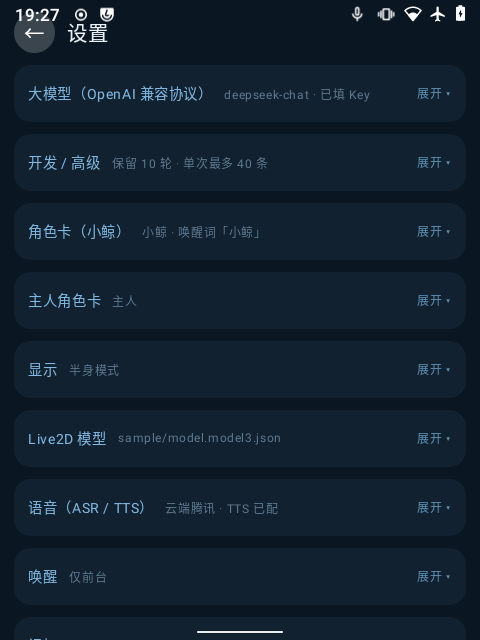 19:27
设置
大模型（OpenAI 兼容协议） deepseek-chat · 已填 Key 展开 ▾
开发 / 高级 保留 10 轮 · 单次最多 40 条 展开 ▾
角色卡（小鲸） 小鲸 · 唤醒词「小鲸」 展开 ▾
主人角色卡 主人 展开 ▾
显示 半身模式 展开 ▾
Live2D 模型 sample/model.model3.json 展开 ▾
语音（ASR / TTS） 云端腾讯 · TTS 已配 展开 ▾
唤醒 仅前台 展开 ▾